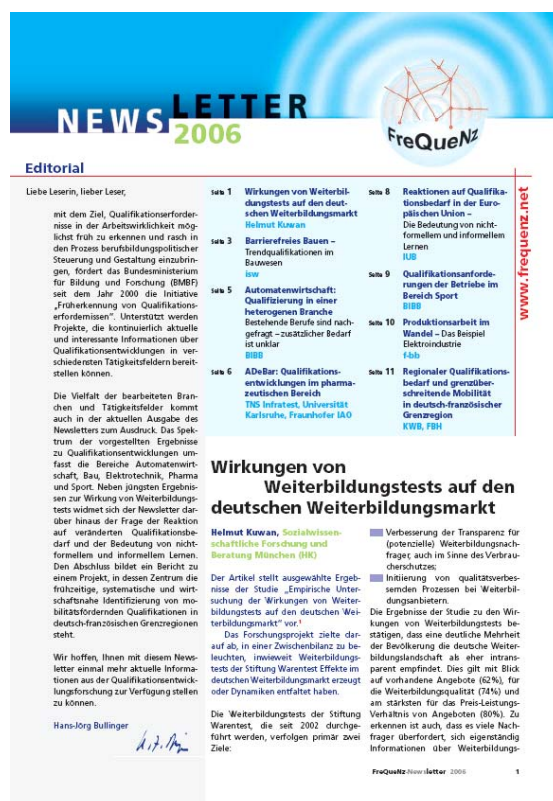 NEWSLETTER
2006
FreQueNz
Editorial
www.frequenz.net
Liebe Leserin, lieber Leser,
mit dem Ziel, Qualifikationserforder-
nisse in der Arbeitswirklichkeit mög-
lichst früh zu erkennen und rasch in
den Prozess berufsbildungspolitischer
Steuerung und Gestaltung einzubrin-
gen, fördert das Bundesministerium
für Bildung und Forschung (BMBF)
seit dem Jahr 2000 die Initiative
„Früherkennung von Qualifikations-
erfordernissen". Unterstützt werden
Projekte, die kontinuierlich aktuelle
und interessante Informationen über
Qualifikationsentwicklungen in ver-
schiedensten Tätigkeitsfeldern bereit-
stellen können.
Die Vielfalt der bearbeiteten Bran-
chen und Tätigkeitsfelder kommt
auch in der aktuellen Ausgabe des
Newsletters zum Ausdruck. Das Spek-
trum der vorgestellten Ergebnisse
zu Qualifikationsentwicklungen um-
fasst die Bereiche Automatenwirt-
schaft, Bau, Elektrotechnik, Pharma
und Sport. Neben jüngsten Ergebnis-
sen zur Wirkung von Weiterbildungs-
tests widmet sich der Newsletter dar-
über hinaus der Frage der Reaktion
auf veränderten Qualifikationsbe-
darf und der Bedeutung von nicht-
formellem und informellem Lernen.
Den Abschluss bildet ein Bericht zu
einem Projekt, in dessen Zentrum die
frühzeitige, systematische und wirt-
schaftsnahe Identifizierung von mo-
bilitätsfördernden Qualifikationen in
deutsch-französischen Grenzregionen
steht.
Wir hoffen, Ihnen mit diesem News-
letter einmal mehr aktuelle Informa-
tionen aus der Qualifikationsentwick-
lungsforschung zur Verfügung stellen
zu können.
Hans-Jörg Bullinger
Seite 1 Wirkungen von Weiterbil-
dungstests auf den deut-
schen Weiterbildungsmarkt
Helmut Kuwan
Seite 3 Barrierefreies Bauen –
Trendqualifikationen im
Bauwesen
isw
Seite 5 Automatenwirtschaft:
Qualifizierung in einer
heterogenen Branche
Bestehende Berufe sind nach-
gefragt – zusätzlicher Bedarf
ist unklar
BIBB
Seite 6 ADeBar: Qualifikations-
entwicklungen im pharma-
zeutischen Bereich
TNS Infratest, Universität
Karlsruhe, Fraunhofer IAO
Seite 8 Reaktionen auf Qualifika-
tionsbedarf in der Euro-
päischen Union –
Die Bedeutung von nicht-
formellem und informellem
Lernen
IUB
Seite 9 Qualifikationsanforde-
rungen der Betriebe im
Bereich Sport
BIBB
Seite 10 Produktionsarbeit im
Wandel – Das Beispiel
Elektroindustrie
f-bb
Seite 11 Regionaler Qualifikations-
bedarf und grenzüber-
schreitende Mobilität
in deutsch-französischer
Grenzregion
KWB, FBH
Wirkungen von
Weiterbildungstests auf den
deutschen Weiterbildungsmarkt
Helmut Kuwan, Sozialwissen-
schaftliche Forschung und
Beratung München (HK)
Der Artikel stellt ausgewählte Ergeb-
nisse der Studie „Empirische Unter-
suchung der Wirkungen von Weiter-
bildungstests auf den deutschen Wei-
terbildungsmarkt" vor.¹
Das Forschungsprojekt zielte dar-
auf ab, in einer Zwischenbilanz zu be-
leuchten, inwieweit Weiterbildungs-
tests der Stiftung Warentest Effekte im
deutschen Weiterbildungsmarkt erzeugt
oder Dynamiken entfaltet haben.
Die Weiterbildungstests der Stiftung
Warentest, die seit 2002 durchge-
führt werden, verfolgen primär zwei
Ziele:
Verbesserung der Transparenz für
(potenzielle) Weiterbildungsnach-
frager, auch im Sinne des Verbrau-
cherschutzes;
Initiierung von qualitätsverbes-
sernden Prozessen bei Weiterbil-
dungsanbietern.
Die Ergebnisse der Studie zu den Wir-
kungen von Weiterbildungstests be-
stätigen, dass eine deutliche Mehrheit
der Bevölkerung die deutsche Weiter-
bildungslandschaft als eher intrans-
parent empfindet. Dies gilt mit Blick
auf vorhandene Angebote (62%), für
die Weiterbildungsqualität (74%) und
am stärksten für das Preis-Leistungs-
Verhältnis von Angeboten (80%). Zu
erkennen ist auch, dass es viele Nach-
frager überfordert, sich eigenständig
Informationen über Weiterbildungs-
FreQueNz-Newsletter 2006 1